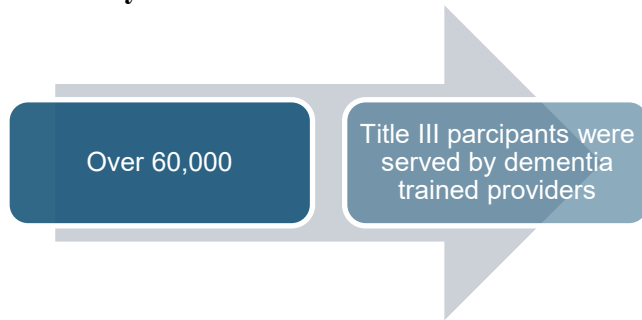 Over 60,000
Title III parcipants were
served by dementia
trained providers